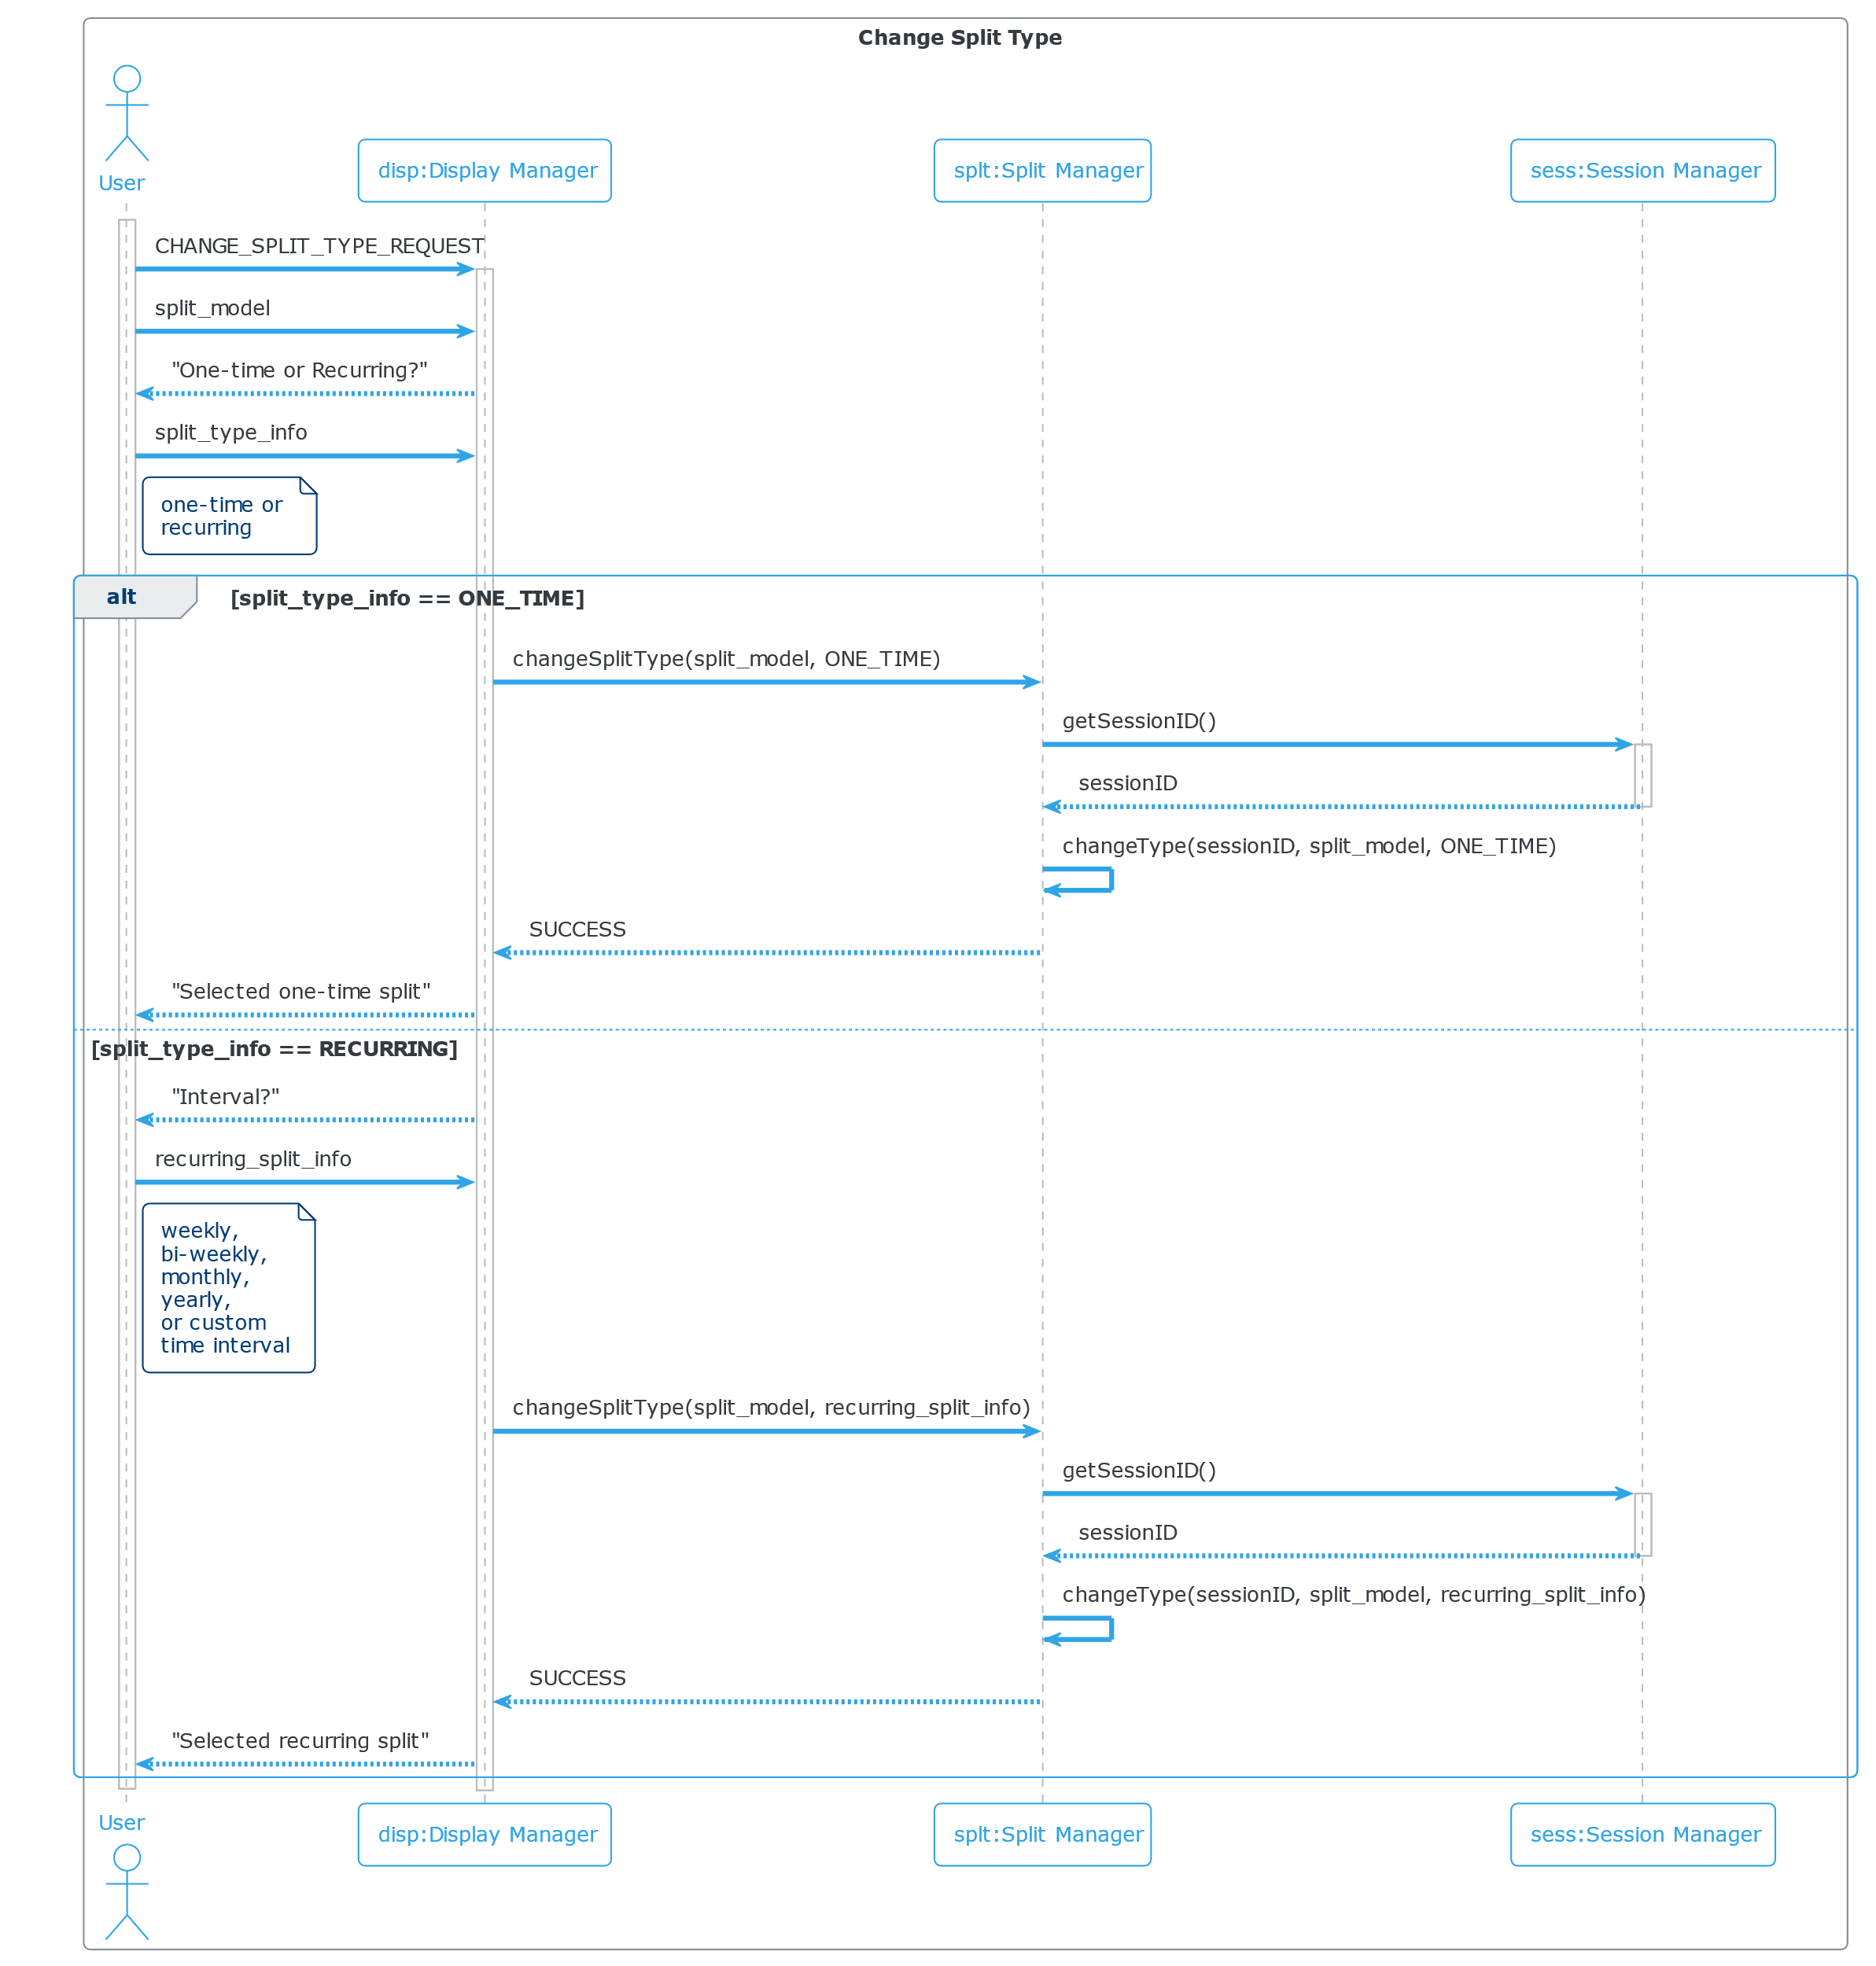 Change Split Type
User
disp:Display Manager
splt:Split Manager
sess:Session Manager
CHANGE_SPLIT_TYPE_REQUEST
split_model
"One-time or Recurring?"
split_type_info
one-time or
recurring
alt
[split_type_info == ONE_TIME]
changeSplitType(split_model, ONE_TIME)
getSessionID()
sessionID
changeType(sessionID, split_model, ONE_TIME)
SUCCESS
"Selected one-time split"
[split_type_info == RECURRING]
"Interval?"
recurring_split_info
weekly,
bi-weekly,
monthly,
yearly,
or custom
time interval
changeSplitType(split_model, recurring_split_info)
getSessionID()
sessionID
changeType(sessionID, split_model, recurring_split_info)
SUCCESS
"Selected recurring split"
User
disp:Display Manager
splt:Split Manager
sess:Session Manager